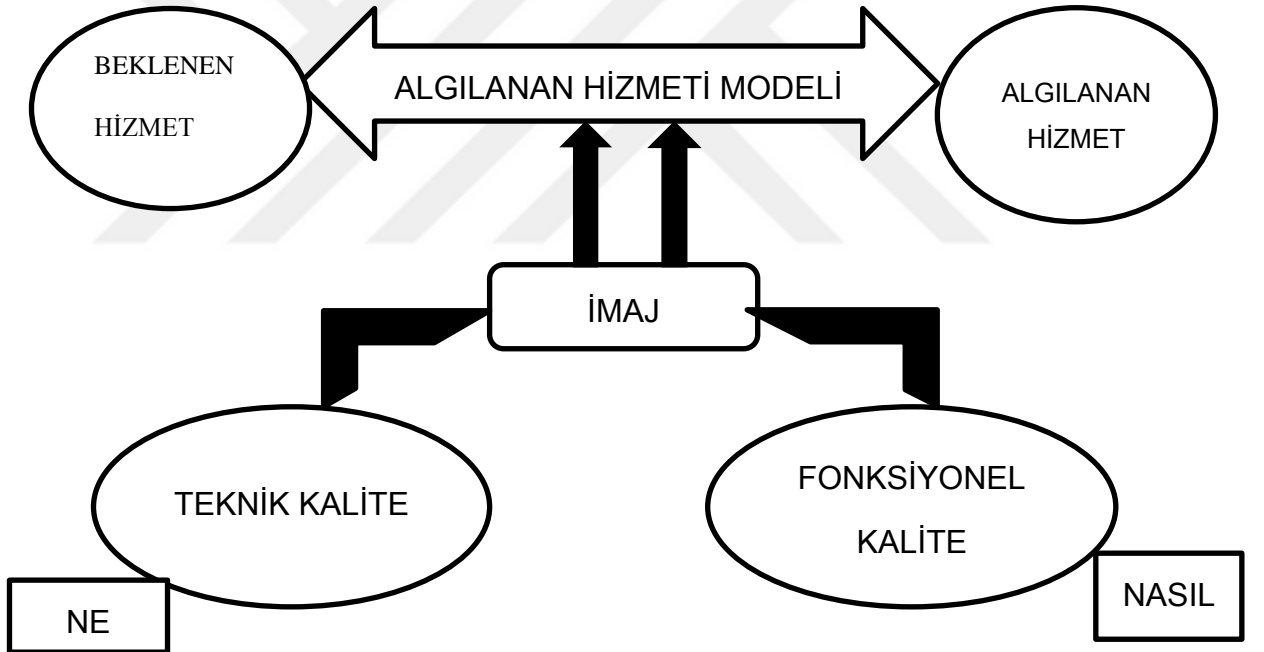 BEKLENEN
HİZMET
ALGILANAN HİZMETİ MODELİ
ALGILANAN
HİZMET
İMAJ
TEKNİK KALİTE
FONKSİYONEL
KALİTE
NE
NASIL